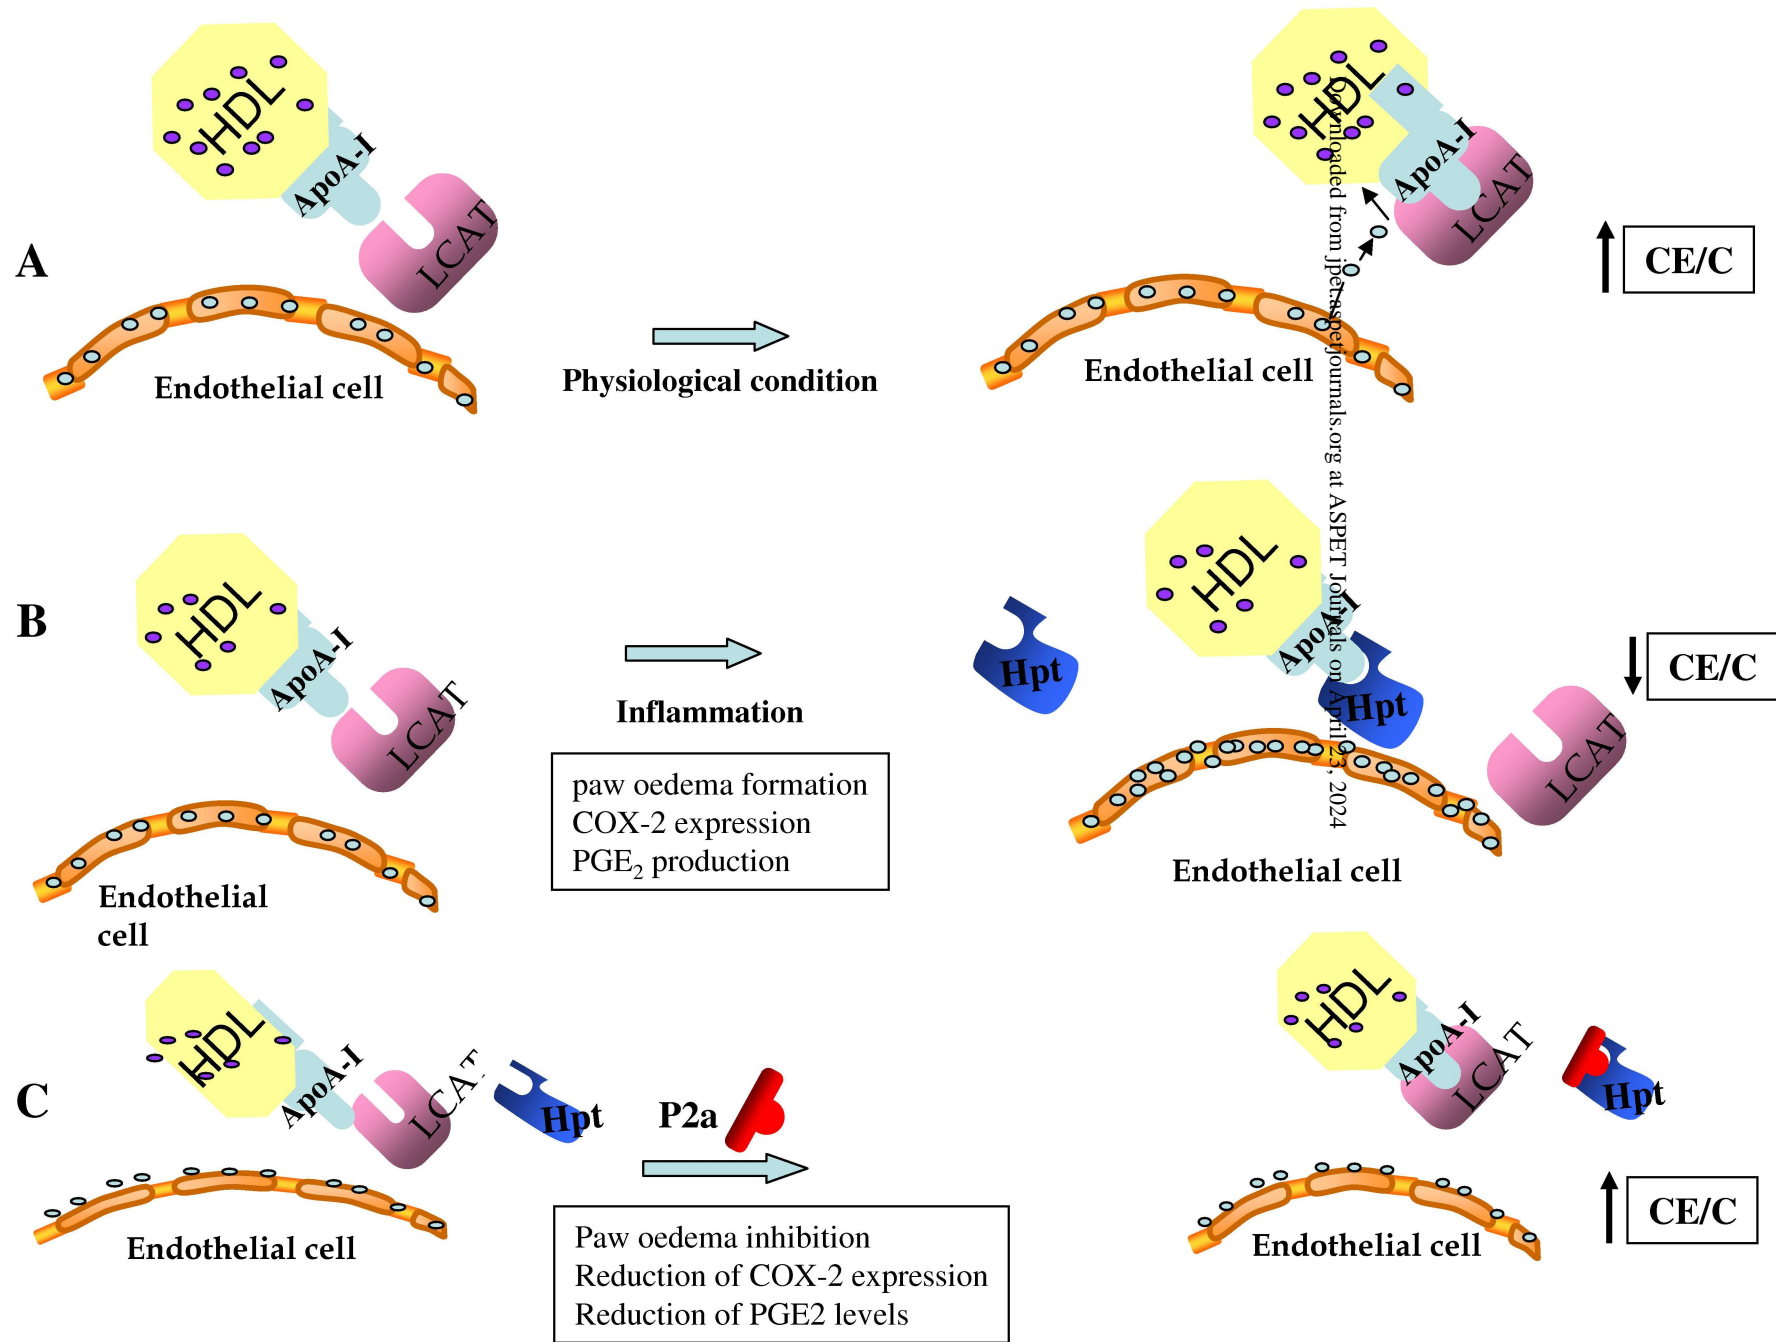 HDL
ApoA-I
LCAT
A
Endothelial cell
Physiological condition
HDL
ApoA-I
LCAT
Endothelial cell
CE/C
Downloaded from jpet.aspetjournals.org at ASPET Journals on April 23, 2024
B
HDL
ApoA-I
LCAT
Endothelial
cell
Inflammation
paw oedema formation
COX-2 expression
PGE₂ production
Hpt
HDL
ApoA-I
Hpt
LCAT
Endothelial cell
CE/C
C
HDL
ApoA-I
LCAT
Hpt
Endothelial cell
P2a
Paw oedema inhibition
Reduction of COX-2 expression
Reduction of PGE2 levels
HDL
ApoA-I
LCAT
Hpt
Endothelial cell
CE/C